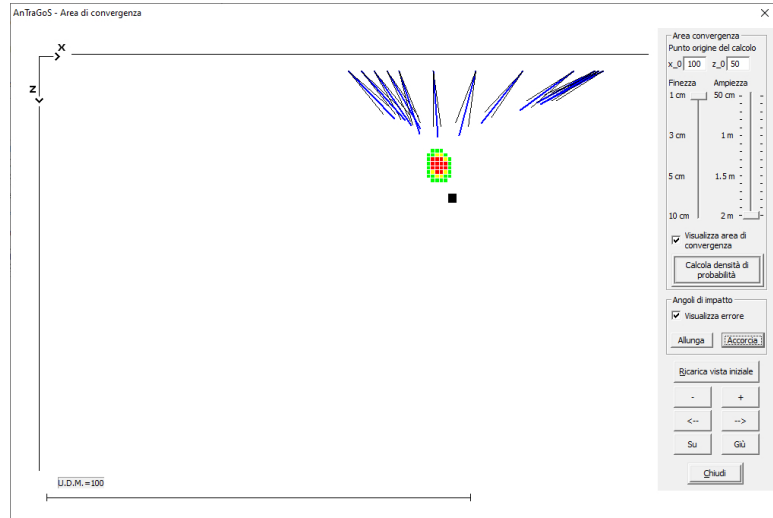 AnTraGoS - Area di convergenza
X
Z
U.D.M.=100
Area convergenza
Punto origine del calcolo
x_0 100 z_0 50
Finezza Ampiezza
1 cm 50 cm
3 cm 1 m
5 cm 1.5 m
10 cm 2 m
Visualizza area di
convergenza
Calcola densità di
probabilità
Angoli di impatto
Visualizza errore
Allunga Accorcia
Ricarica vista iniziale
- +
<-- -->
Su Giù
Chiudi